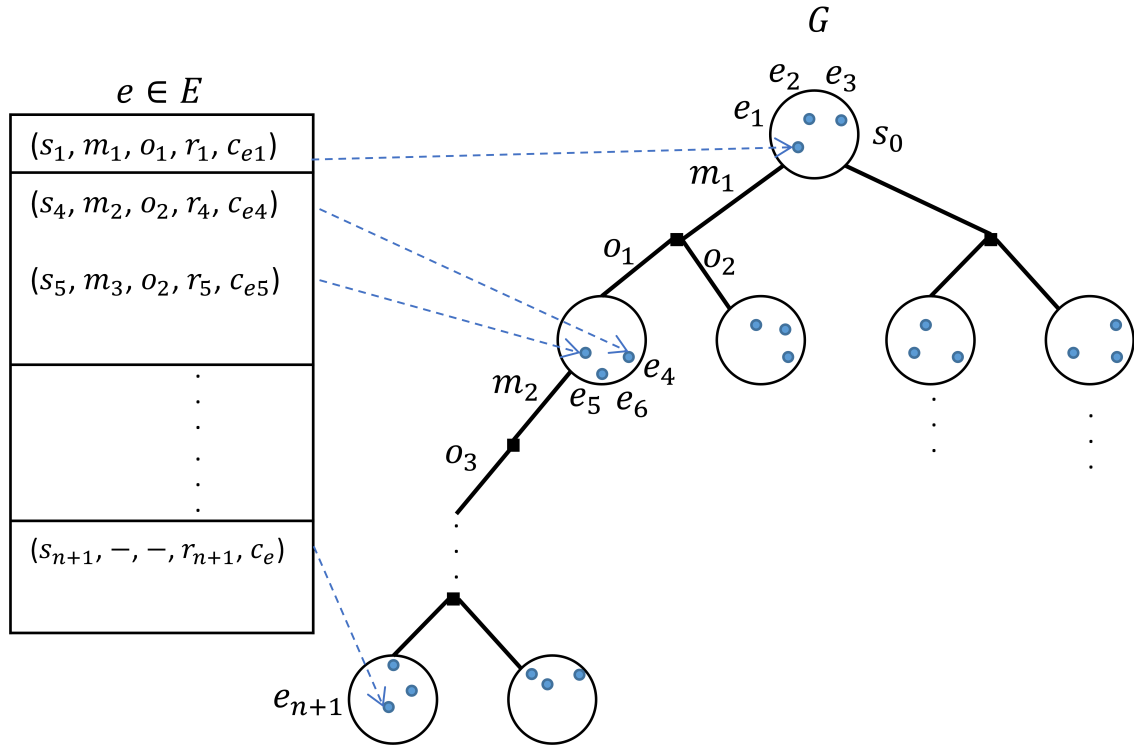 G
e ∈ E
e₂ e₃
e₁
s₀
(s₁, m₁, o₁, r₁, cₑ₁)
m₁
(s₄, m₂, o₂, r₄, cₑ₄)
o₁ o₂
(s₅, m₃, o₂, r₅, cₑ₅)
m₂
e₄
e₅ e₆
o₃
(sₙ₊₁, −, −, rₙ₊₁, cₑ)
eₙ₊₁